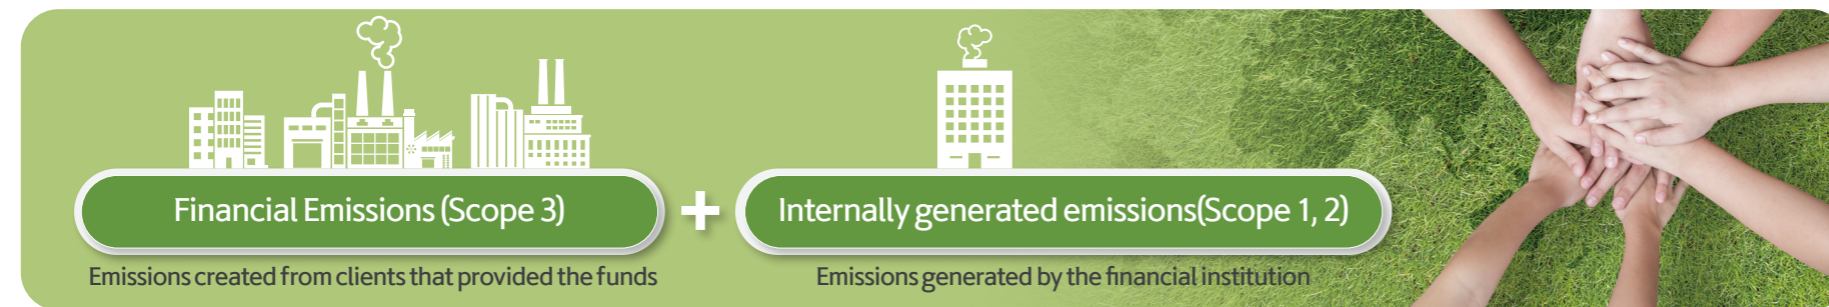 Financial Emissions (Scope 3)
+
Internally generated emissions(Scope 1, 2)
Emissions created from clients that provided the funds
Emissions generated by the financial institution